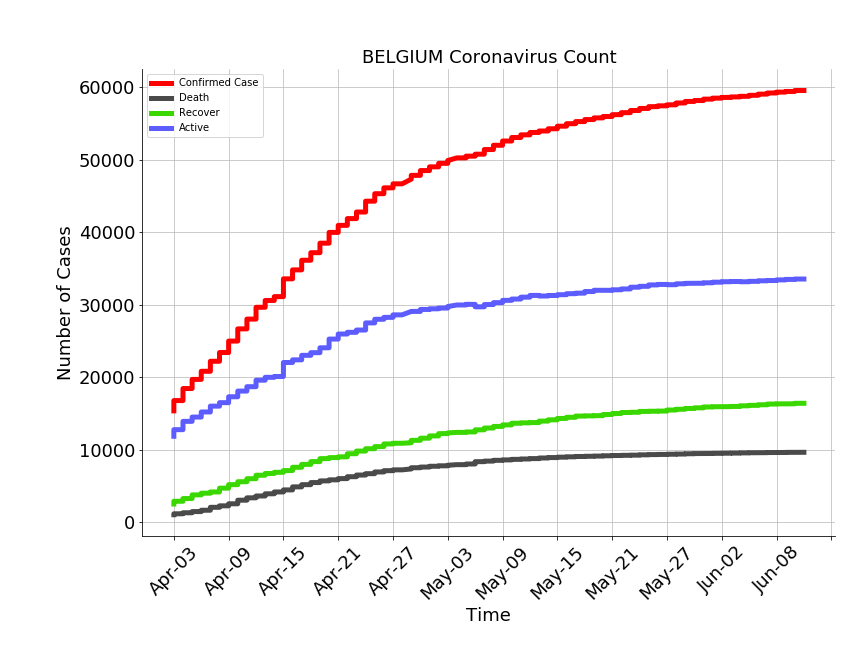 BELGIUM Coronavirus Count
Confirmed Case
Death
Recover
Active
Number of Cases
60000
50000
40000
30000
20000
10000
0
Apr-03
Apr-09
Apr-15
Apr-21
Apr-27
May-03
May-09
May-15
May-21
May-27
Jun-02
Jun-08
Time